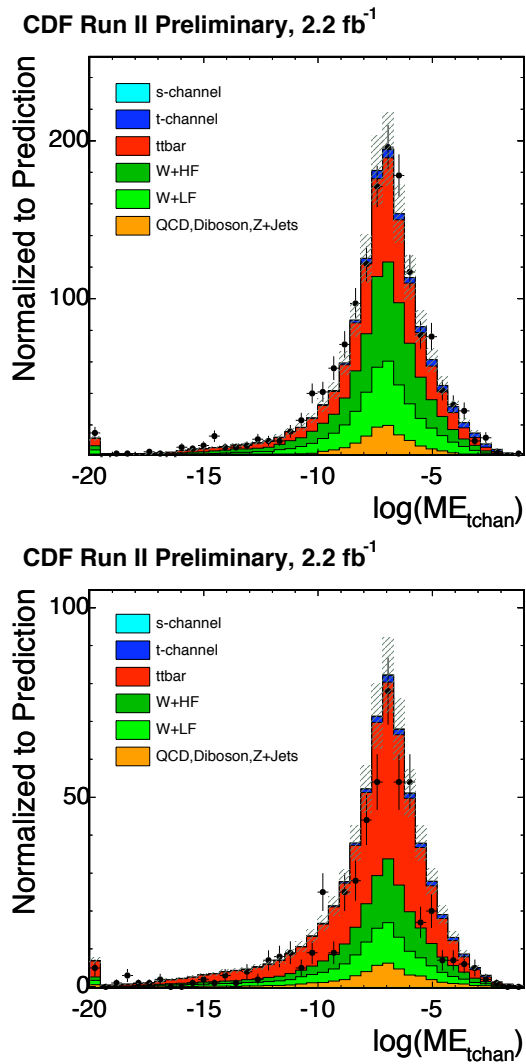 CDF Run II Preliminary, 2.2 fb⁻¹
Normalized to Prediction
200
100
s-channel
t-channel
ttbar
W+HF
W+LF
QCD,Diboson,Z+Jets
-20 -15 -10 -5
log(ME_tchan)
CDF Run II Preliminary, 2.2 fb⁻¹
Normalized to Prediction
100
50
0
s-channel
t-channel
ttbar
W+HF
W+LF
QCD,Diboson,Z+Jets
-20 -15 -10 -5
log(ME_tchan)